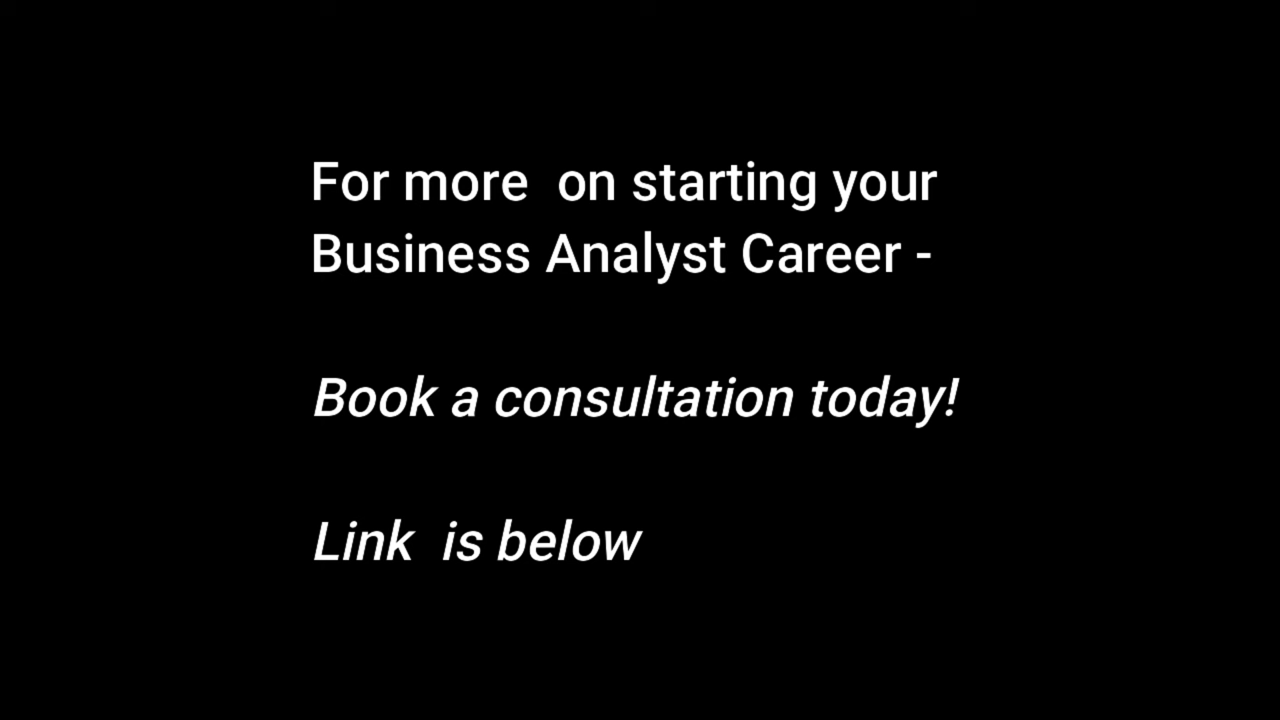 For more  on starting your
Business Analyst Career -
Book a consultation today!
Link  is below